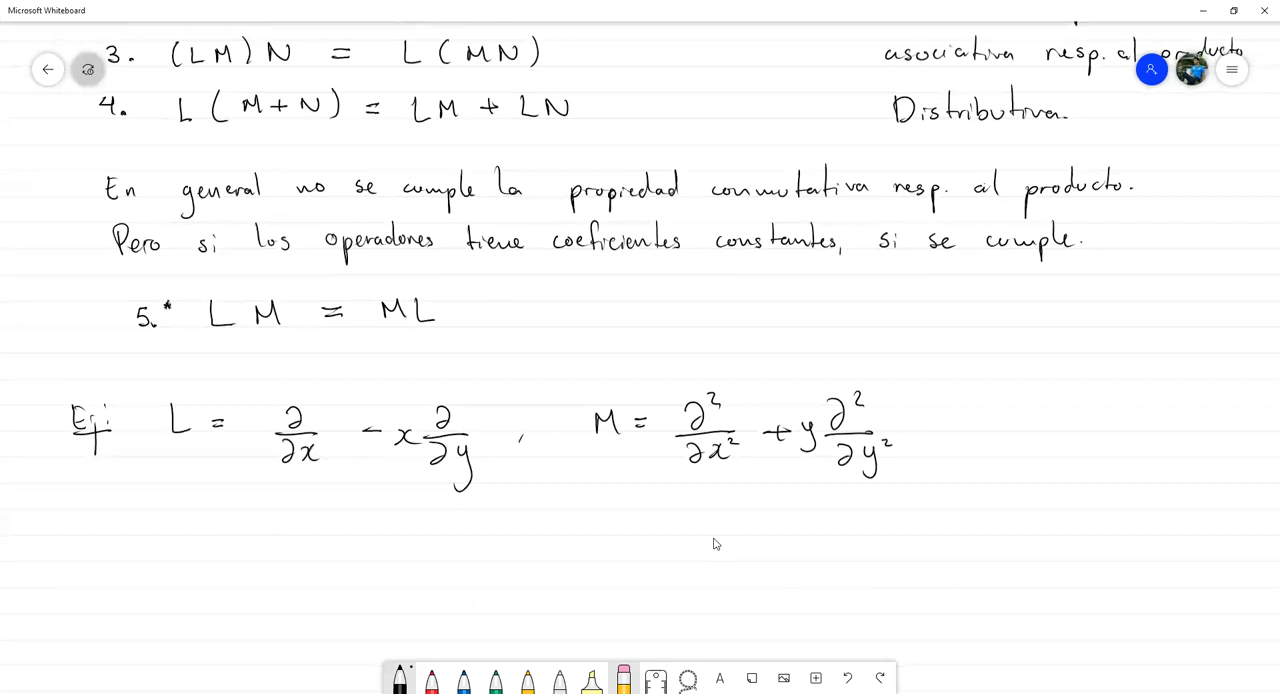 Microsoft Whiteboard
3. (LM)N = L(MN) asociativa resp. al producto
4. L(M+N) = LM + LN Distributiva.
En general no se cumple la propiedad conmutativa resp. al producto.
Pero si los operadores tiene coeficientes constantes, si se cumple.
5.* LM = ML
Ej: L = ∂/∂x - x ∂/∂y , M = ∂²/∂x² + y ∂²/∂y²